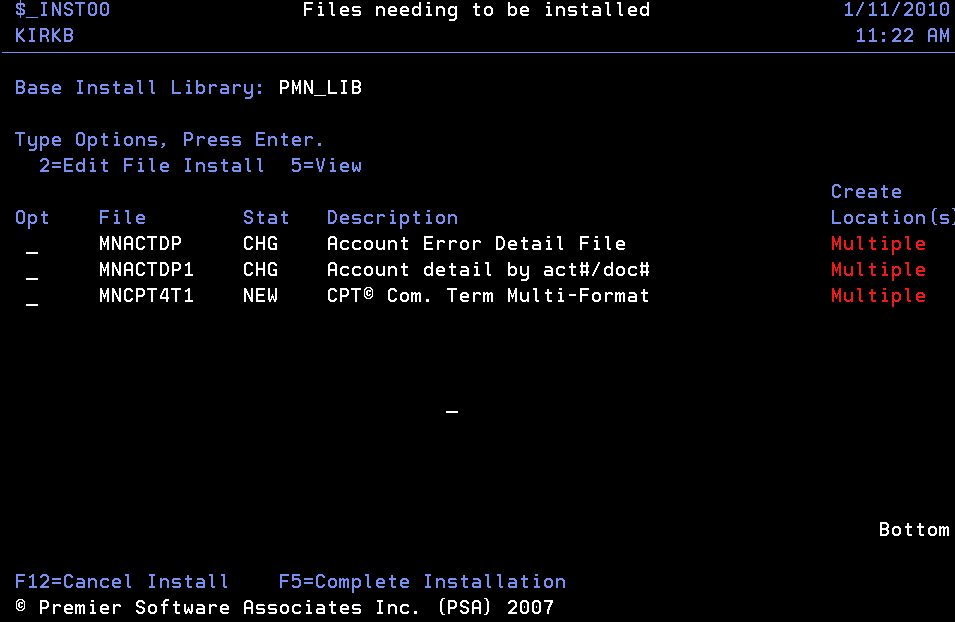 $_INST00 Files needing to be installed 1/11/2010
KIRKB 11:22 AM
Base Install Library: PMN_LIB
Type Options, Press Enter.
2=Edit File Install 5=View
Create
Opt File Stat Description Location(s)
_ MNACTDP CHG Account Error Detail File Multiple
_ MNACTDP1 CHG Account detail by act#/doc# Multiple
_ MNCPT4T1 NEW CPT© Com. Term Multi-Format Multiple
_
Bottom
F12=Cancel Install F5=Complete Installation
© Premier Software Associates Inc. (PSA) 2007